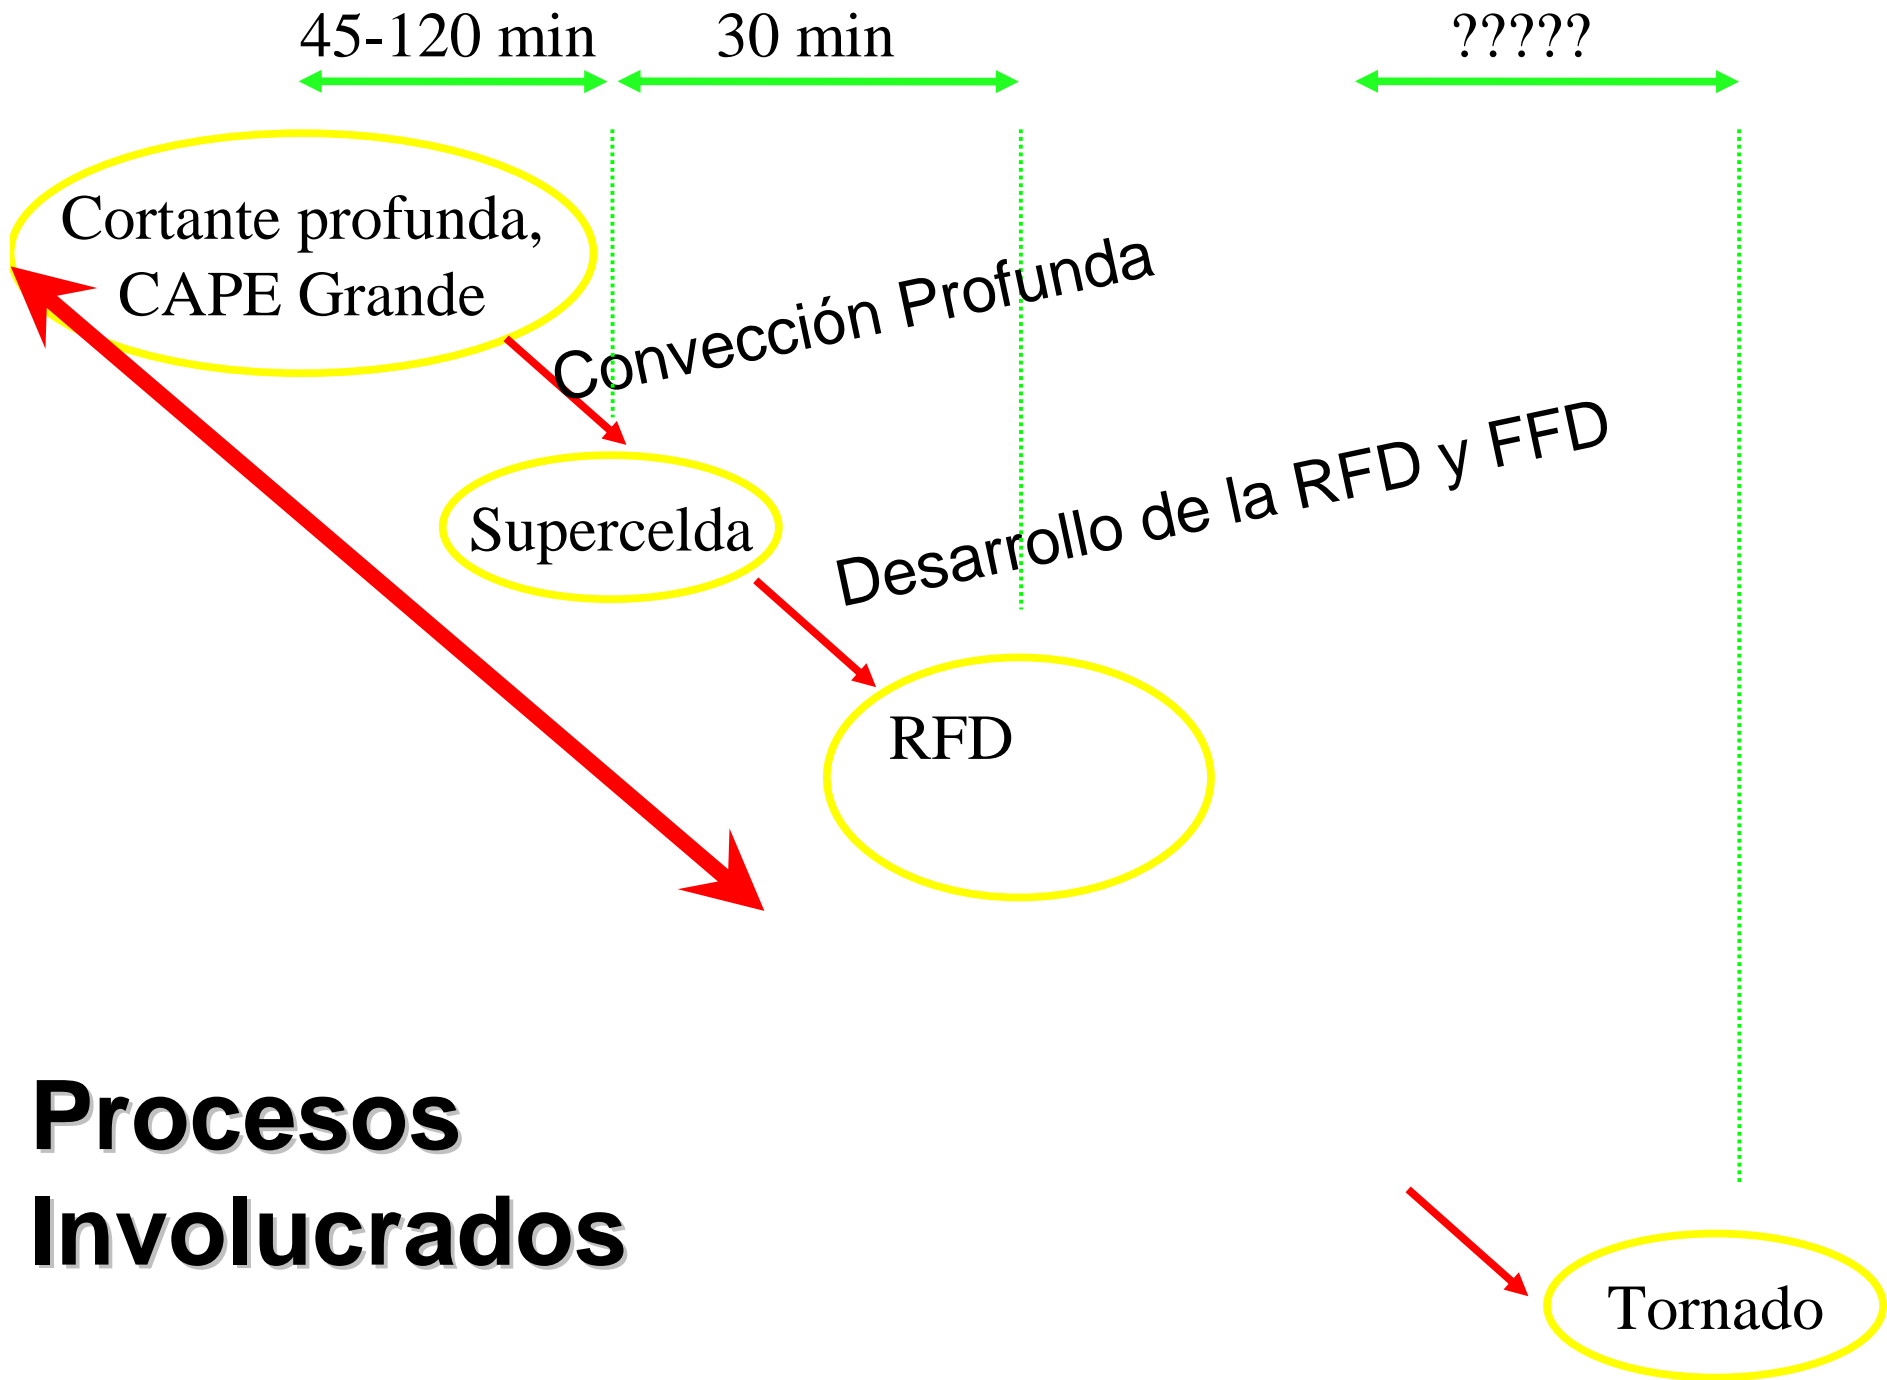 45-120 min
30 min
?????
Cortante profunda,
CAPE Grande
Convección Profunda
Supercelda
Desarrollo de la RFD y FFD
RFD
Procesos
Involucrados
Tornado